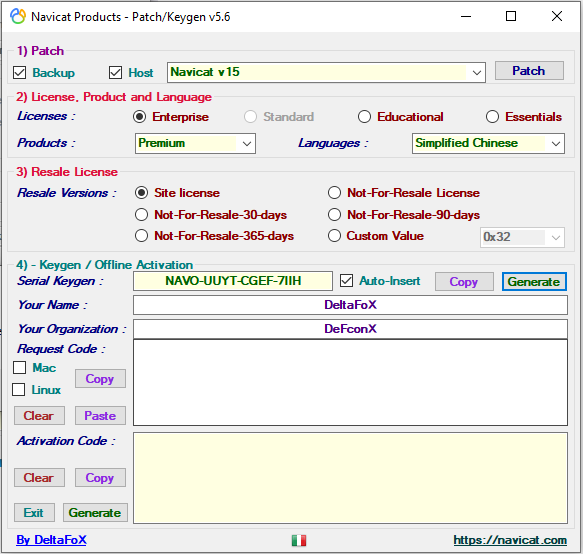 Navicat Products - Patch/Keygen v5.6
1) Patch
Backup Host Navicat v15 Patch
2) License, Product and Language
Licenses : Enterprise Standard Educational Essentials
Products : Premium Languages : Simplified Chinese
3) Resale License
Resale Versions : Site license Not-For-Resale License
Not-For-Resale-30-days Not-For-Resale-90-days
Not-For-Resale-365-days Custom Value 0x32
4) - Keygen / Offline Activation
Serial Keygen : NAVO-UUYT-CGEF-7IIH Auto-Insert Copy Generate
Your Name : DeltaFoX
Your Organization : DeFconX
Request Code :
Mac
Linux
Copy
Clear Paste
Activation Code :
Clear Copy
Exit Generate
By DeltaFoX https://navicat.com